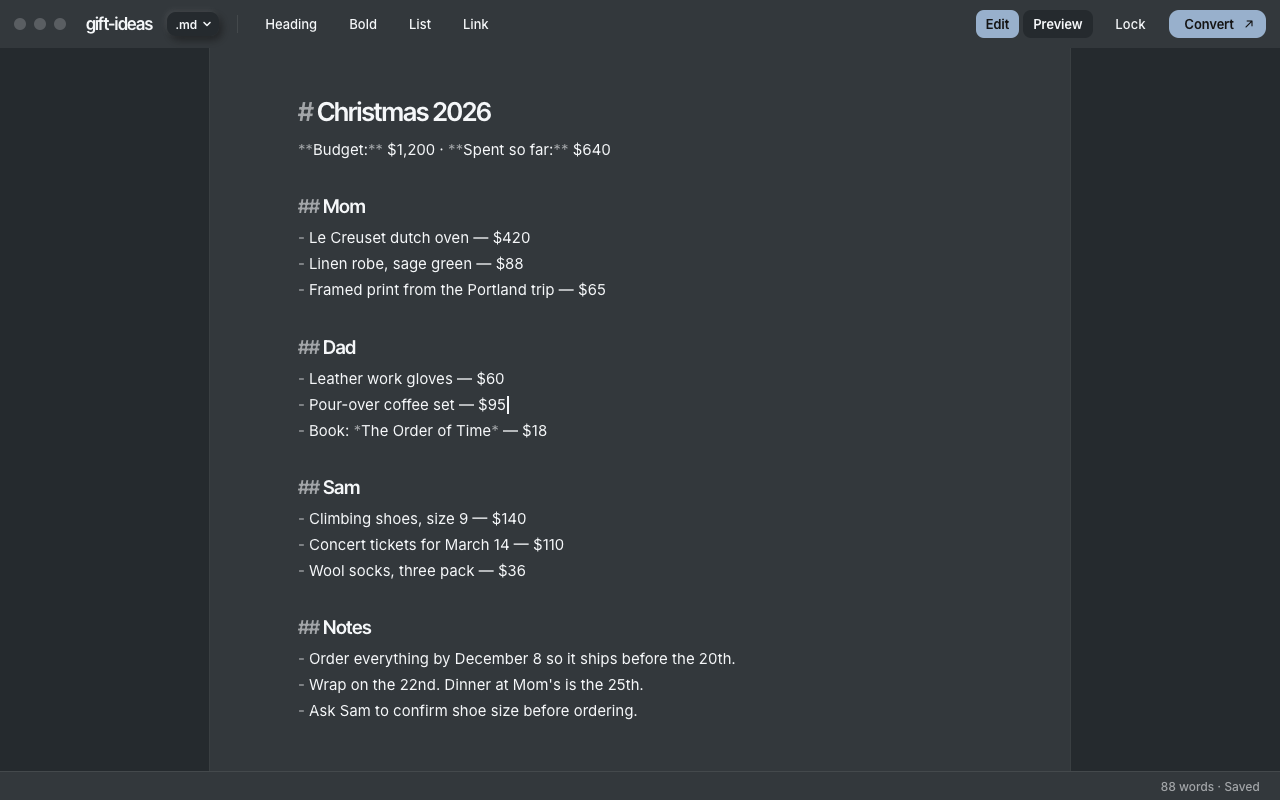 gift-ideas .md Heading Bold List Link Edit Preview Lock Convert
# Christmas 2026
**Budget:** $1,200 · **Spent so far:** $640
## Mom
- Le Creuset dutch oven — $420
- Linen robe, sage green — $88
- Framed print from the Portland trip — $65
## Dad
- Leather work gloves — $60
- Pour-over coffee set — $95
- Book: *The Order of Time* — $18
## Sam
- Climbing shoes, size 9 — $140
- Concert tickets for March 14 — $110
- Wool socks, three pack — $36
## Notes
- Order everything by December 8 so it ships before the 20th.
- Wrap on the 22nd. Dinner at Mom's is the 25th.
- Ask Sam to confirm shoe size before ordering.
88 words · Saved